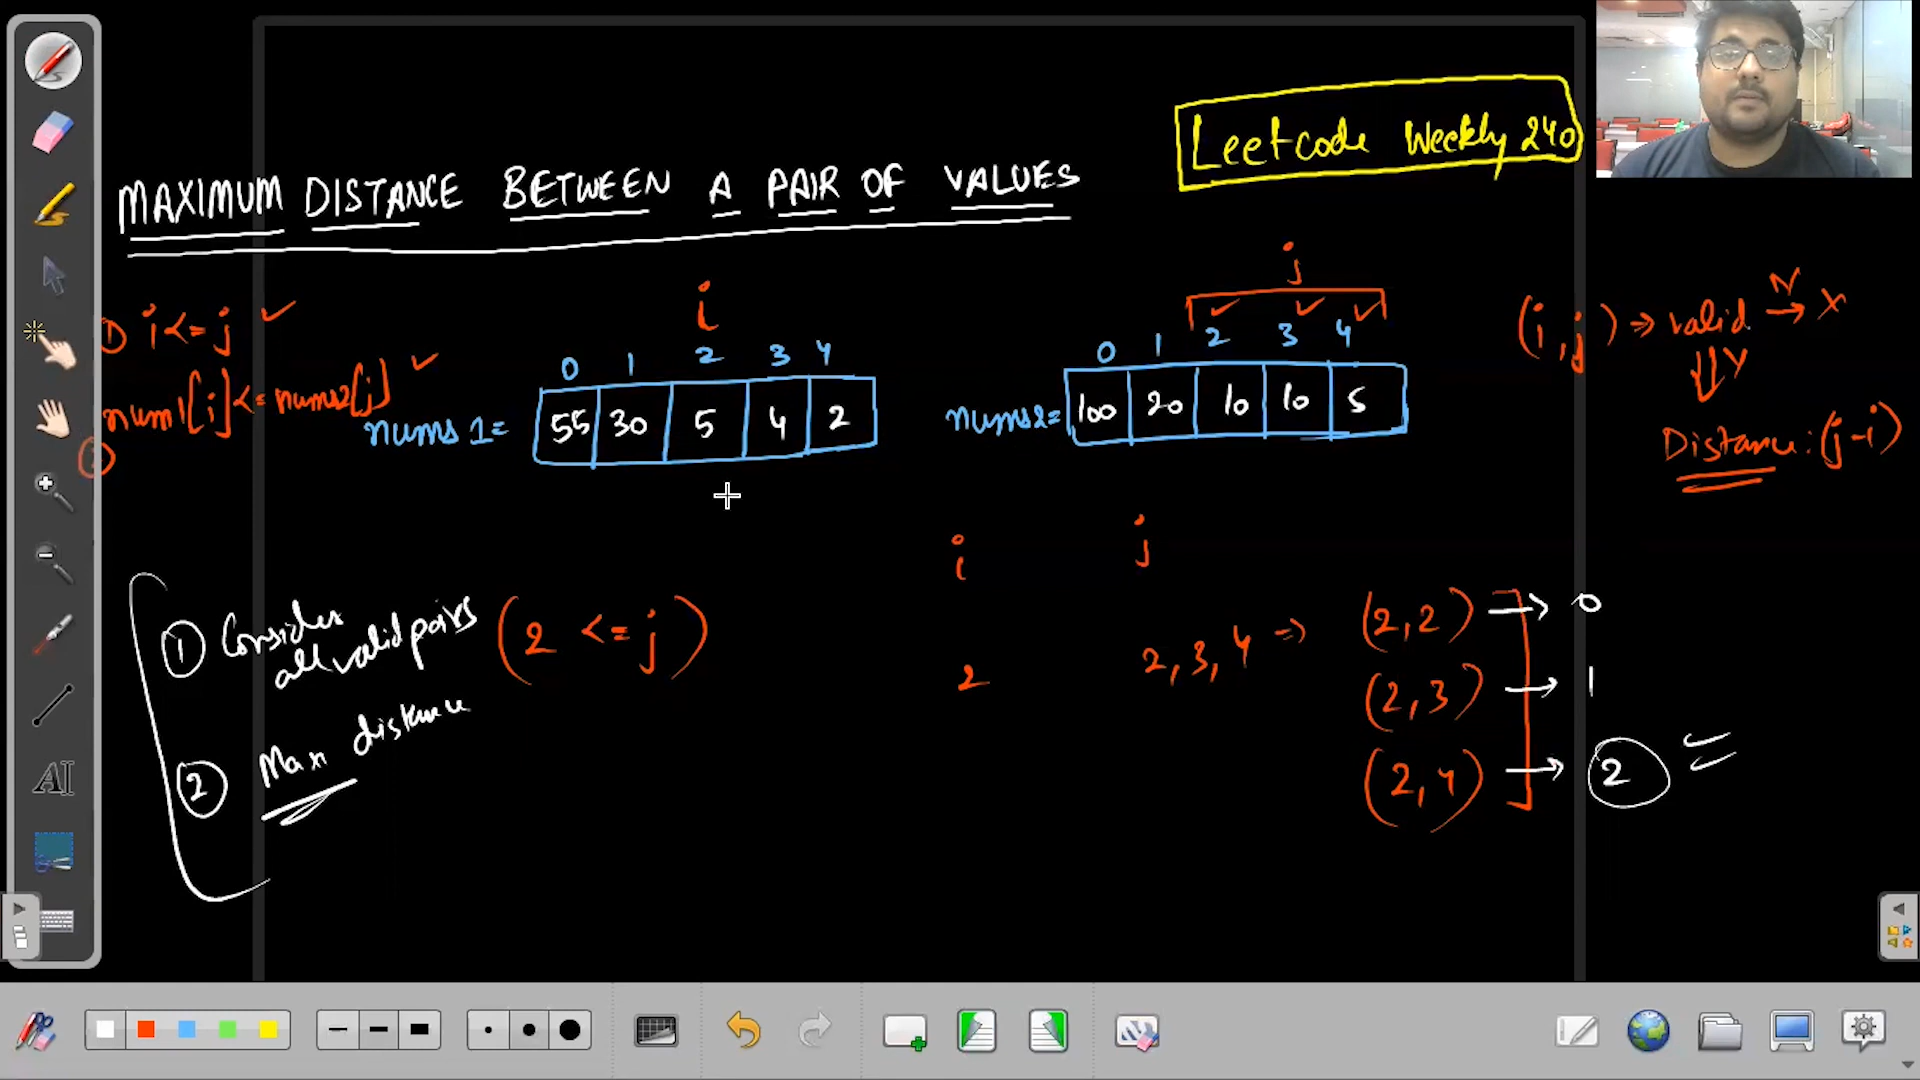 Leetcode Weekly 240
MAXIMUM DISTANCE BETWEEN A PAIR OF VALUES
① i <= j ✓
nums1[i] <= nums2[j] ✓
i
0 1 2 3 4
nums1 = 55 30 5 4 2
j
0 1 2 3 4
nums2 = 100 20 10 10 5
(i, j) ⇒ valid N→ X
Y
Distance: (j-i)
i j
① Consider all valid pairs (2 <= j)
2 2, 3, 4 ⇒ (2,2) → 0
(2,3) → 1
(2,4) → 2
② Max distance
AI